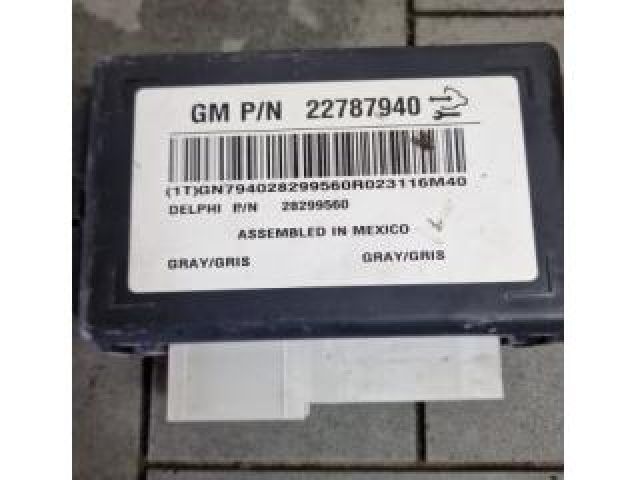 GM P/N 22787940
(1T)GN794028299560R023116M40
DELPHI P/N 28299560
ASSEMBLED IN MEXICO
GRAY/GRIS GRAY/GRIS